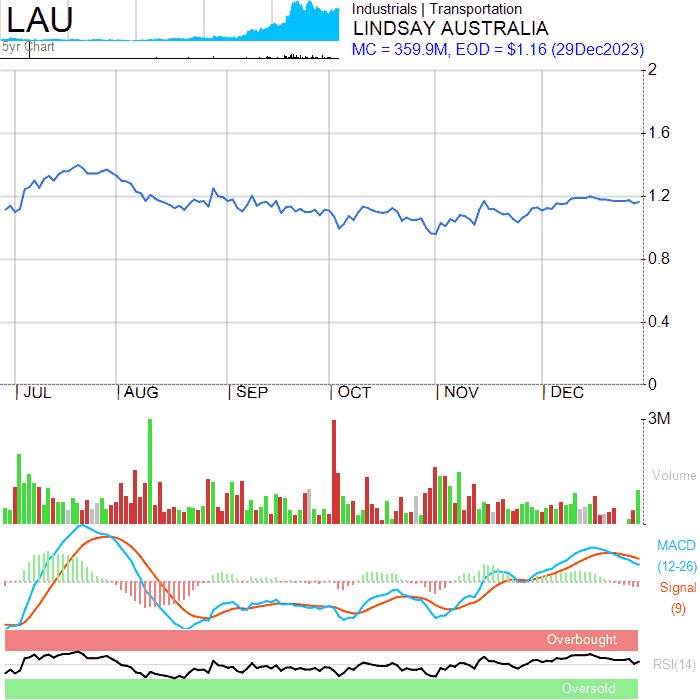 LAU
5yr Chart
Industrials | Transportation
LINDSAY AUSTRALIA
MC = 359.9M, EOD = $1.16 (29Dec2023)
2
1.6
1.2
0.8
0.4
0
| JUL | AUG | SEP | OCT | NOV | DEC
3M
Volume
MACD
(12-26)
Signal
(9)
Overbought
RSI(14)
Oversold